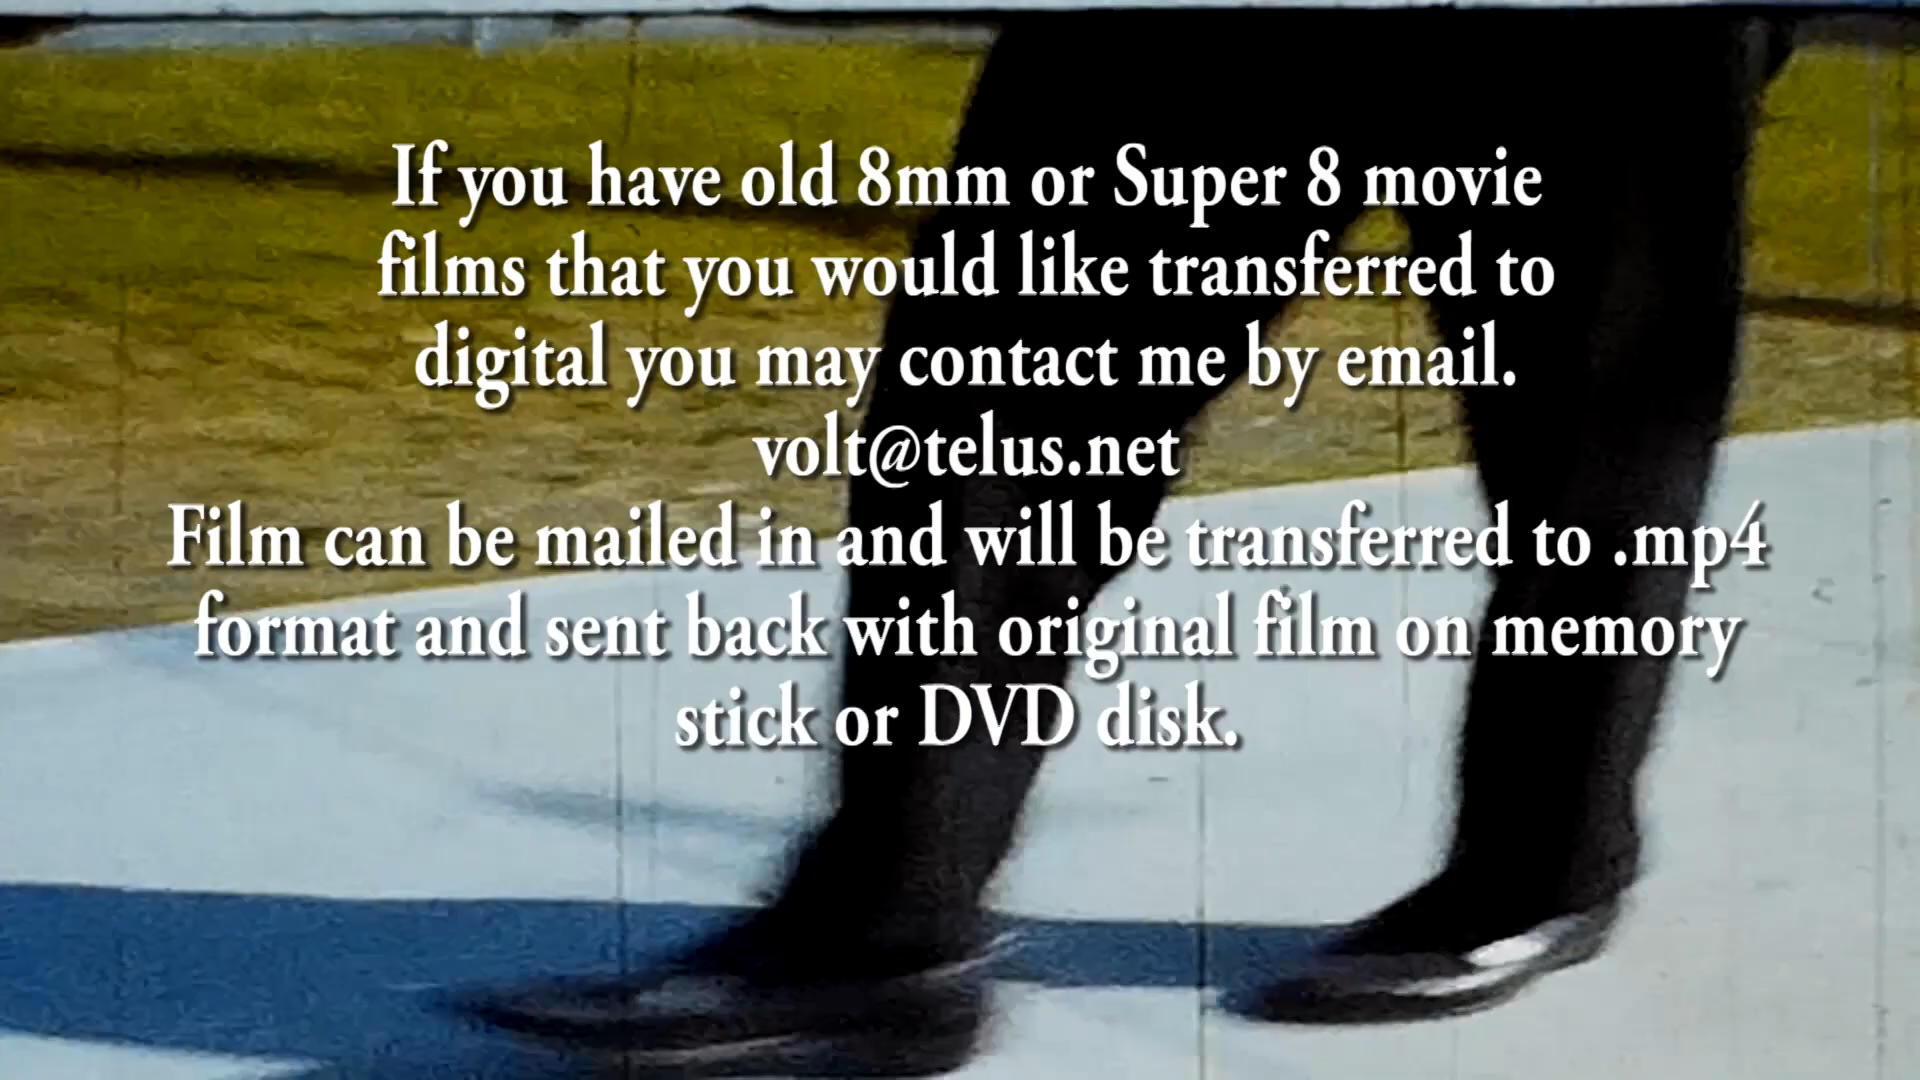 If you have old 8mm or Super 8 movie
films that you would like transferred to
digital you may contact me by email.
volt@telus.net
Film can be mailed in and will be transferred to .mp4
format and sent back with original film on memory
stick or DVD disk.